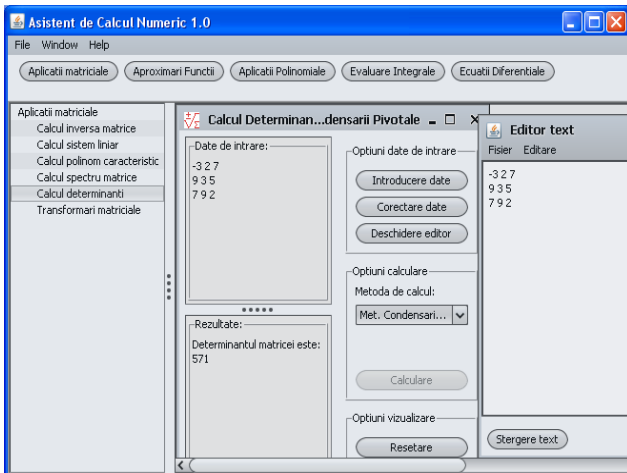 Asistent de Calcul Numeric 1.0
File Window Help
Aplicatii matriciale Aproximari Functii Aplicatii Polinomiale Evaluare Integrale Ecuatii Diferentiale
Aplicatii matriciale
Calcul inversa matrice
Calcul sistem liniar
Calcul polinom caracteristic
Calcul spectru matrice
Calcul determinanti
Transformari matriciale
Calcul Determinan...densarii Pivotale
Date de intrare:
-3 2 7
9 3 5
7 9 2
Rezultate:
Determinantul matricei este:
571
Optiuni date de intrare
Introducere date
Corectare date
Deschidere editor
Optiuni calculare
Metoda de calcul:
Met. Condensari...
Calculare
Optiuni vizualizare
Resetare
Editor text
Fisier Editare
-3 2 7
9 3 5
7 9 2
Stergere text